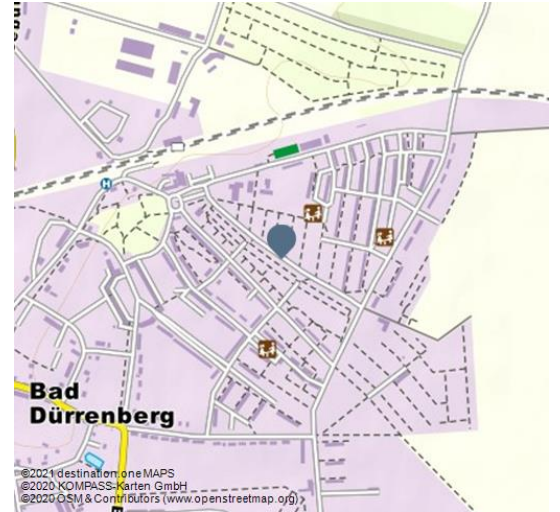 H
Bad
Dürrenberg
©2021 destination.one MAPS
©2020 KOMPASS-Karten GmbH
©2020 OSM & Contributors (www.openstreetmap.org)